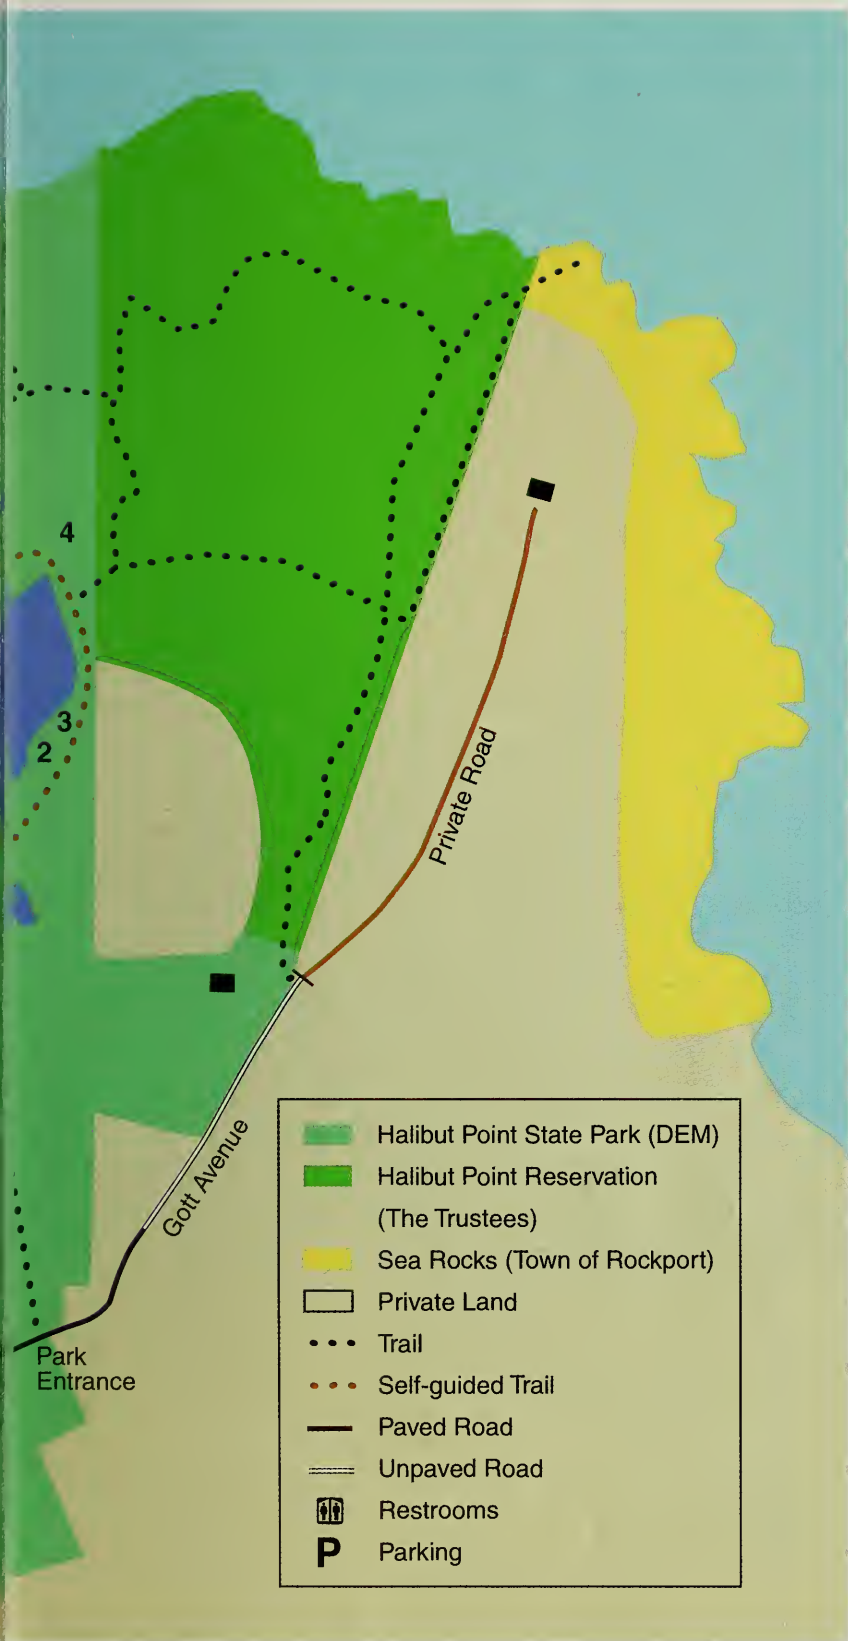 4
3
2
Private Road
Gott Avenue
Park
Entrance
Halibut Point State Park (DEM)
Halibut Point Reservation
(The Trustees)
Sea Rocks (Town of Rockport)
Private Land
Trail
Self-guided Trail
Paved Road
Unpaved Road
Restrooms
P Parking